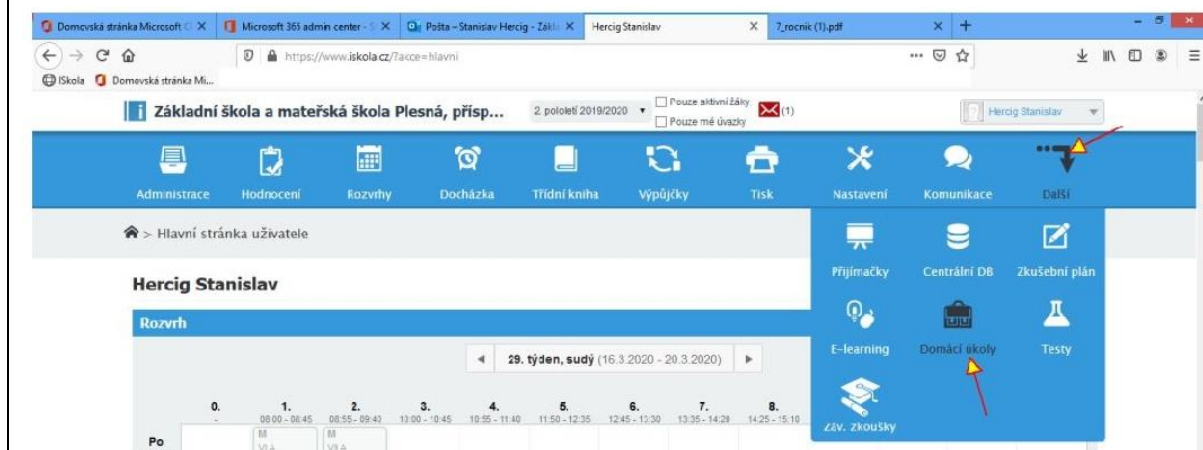 Domovská stránka Microsoft O
Microsoft 365 admin center - S
Pošta – Stanislav Hercig - Zákla
Hercig Stanislav
7_rocnik (1).pdf
https://www.iskola.cz/?akce=hlavni
iSkola
Domovská stránka Mi...
Základní škola a mateřská škola Plesná, přísp...
2. pololetí 2019/2020
Pouze aktivní žáky
Pouze mé úvazky
(1)
Hercig Stanislav
Administrace
Hodnocení
Rozvrhy
Docházka
Třídní kniha
Výpůjčky
Tisk
Nastavení
Komunikace
Další
> Hlavní stránka uživatele
Přijímačky
Centrální DB
Zkušební plán
Hercig Stanislav
Rozvrh
E-learning
Domácí úkoly
Testy
29. týden, sudý (16.3.2020 - 20.3.2020)
Záv. zkoušky
0. 1. 2. 3. 4. 5. 6. 7. 8.
- 08:00 - 08:45 08:55 - 09:40 10:00 - 10:45 10:55 - 11:40 11:50 - 12:35 12:45 - 13:30 13:35 - 14:20 14:25 - 15:10
Po
M M